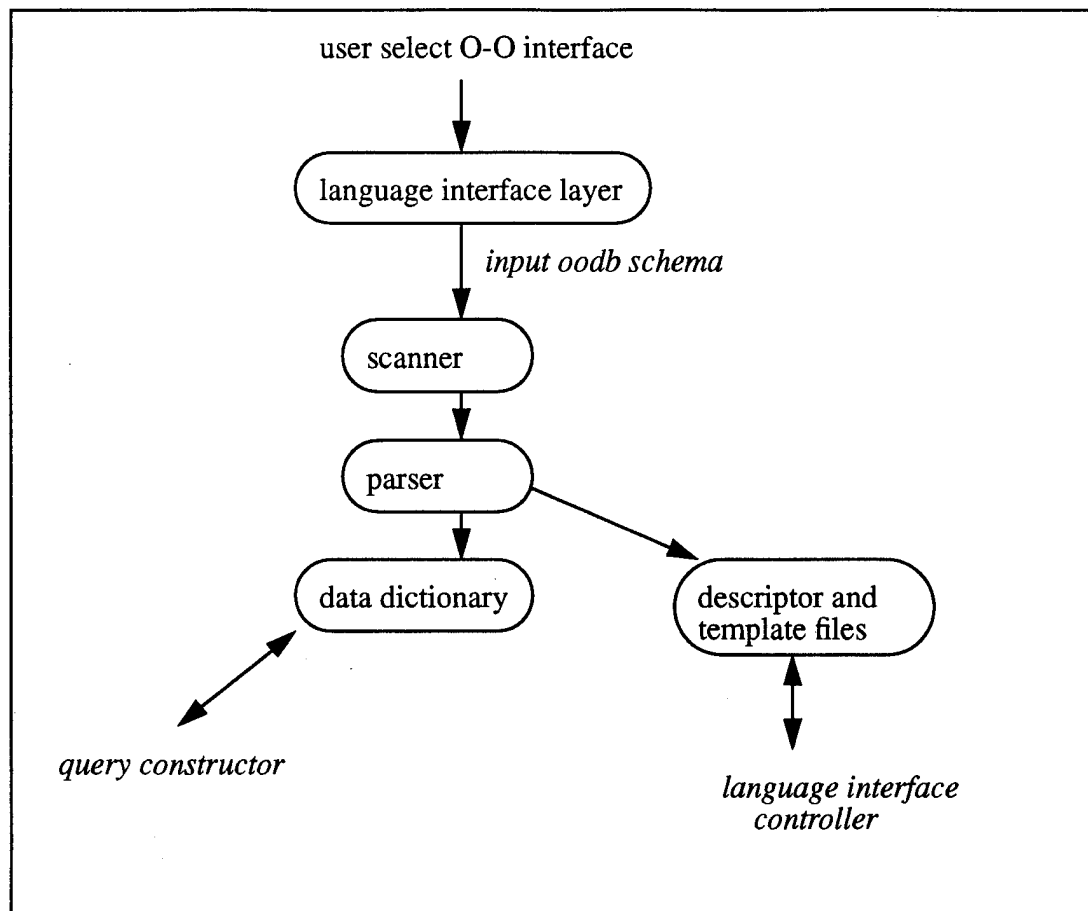 user select O-O interface
language interface layer
input oodb schema
scanner
parser
data dictionary
descriptor and
template files
query constructor
language interface
controller